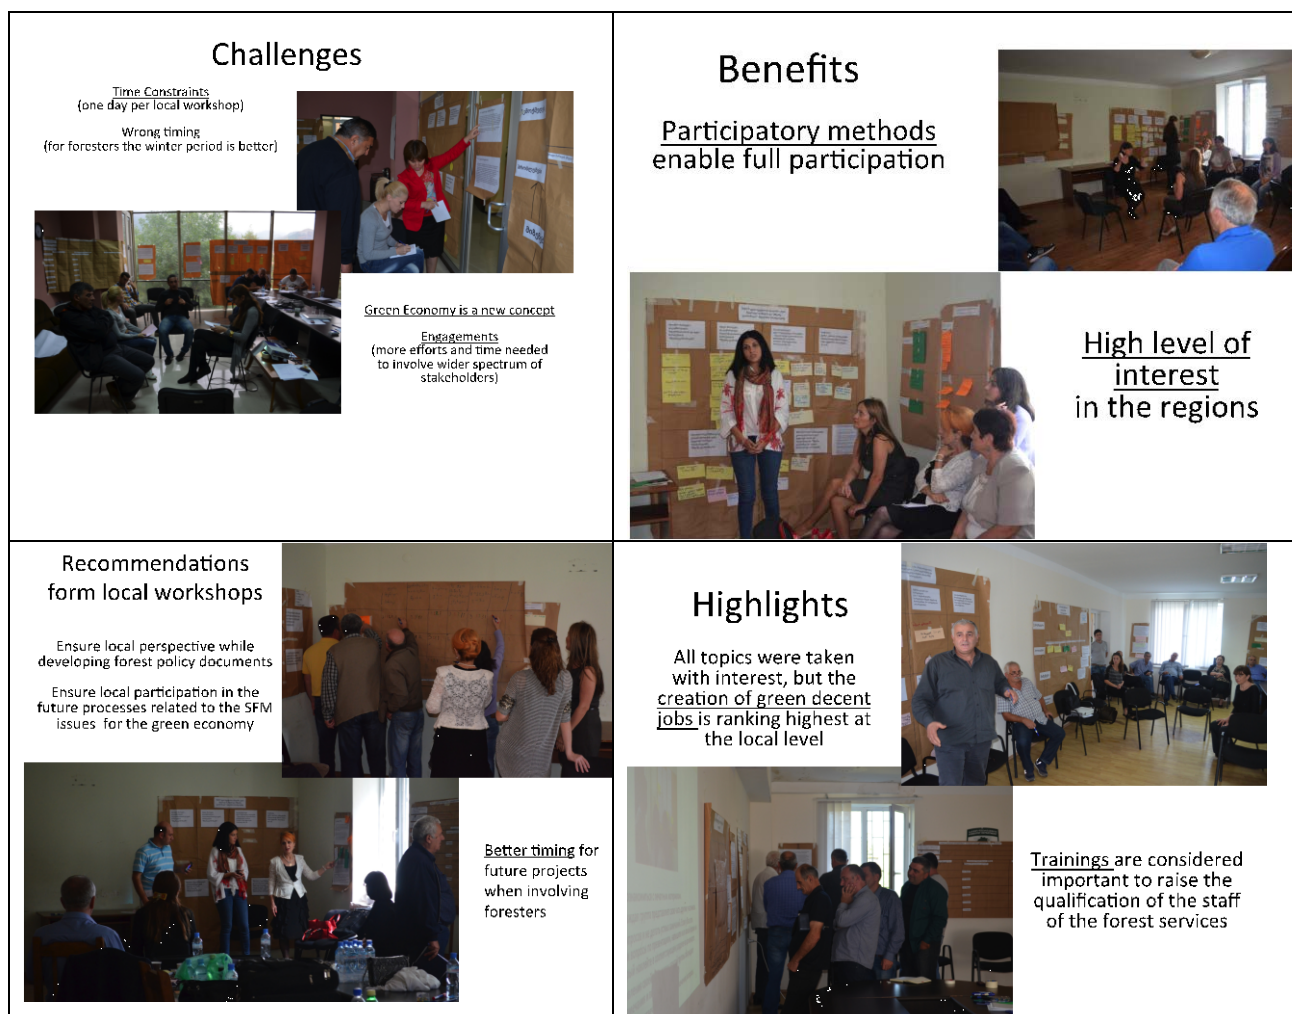 Challenges
Time Constraints
(one day per local workshop)
Wrong timing
(for foresters the winter period is better)
Green Economy is a new concept
Engagements
(more efforts and time needed
to involve wider spectrum of
stakeholders)
Benefits
Participatory methods
enable full participation
High level of
interest
in the regions
Recommendations
form local workshops
Ensure local perspective while
developing forest policy documents
Ensure local participation in the
future processes related to the SFM
issues for the green economy
Better timing for
future projects
when involving
foresters
Highlights
All topics were taken
with interest, but the
creation of green decent
jobs is ranking highest at
the local level
Trainings are considered
important to raise the
qualification of the staff
of the forest services